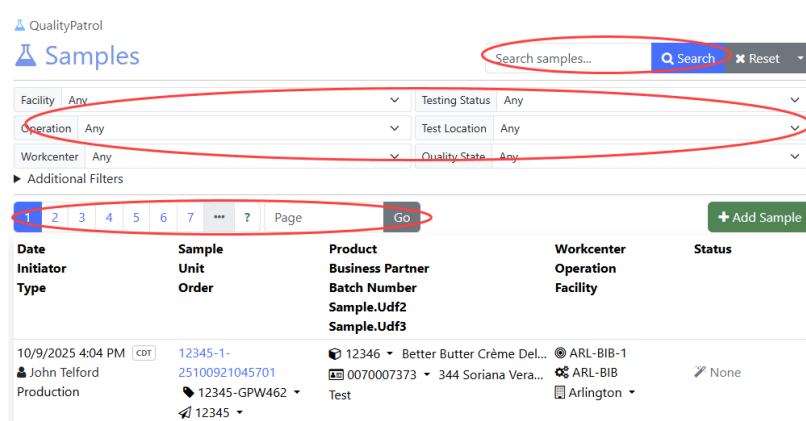 QualityPatrol
Samples
Search samples... Search Reset
Facility Any Testing Status Any
Operation Any Test Location Any
Workcenter Any Quality State Any
Additional Filters
1 2 3 4 5 6 7 ••• ? Page Go Add Sample
Date Sample Product Workcenter Status
Initiator Unit Business Partner Operation
Type Order Batch Number Facility
Sample.Udf2
Sample.Udf3
10/9/2025 4:04 PM CDT 12345-1- 12346 Better Butter Crème Del... ARL-BIB-1
John Telford 25100921045701 0070007373 344 Soriana Vera... ARL-BIB None
Production 12345-GPW462 Test Arlington
12345